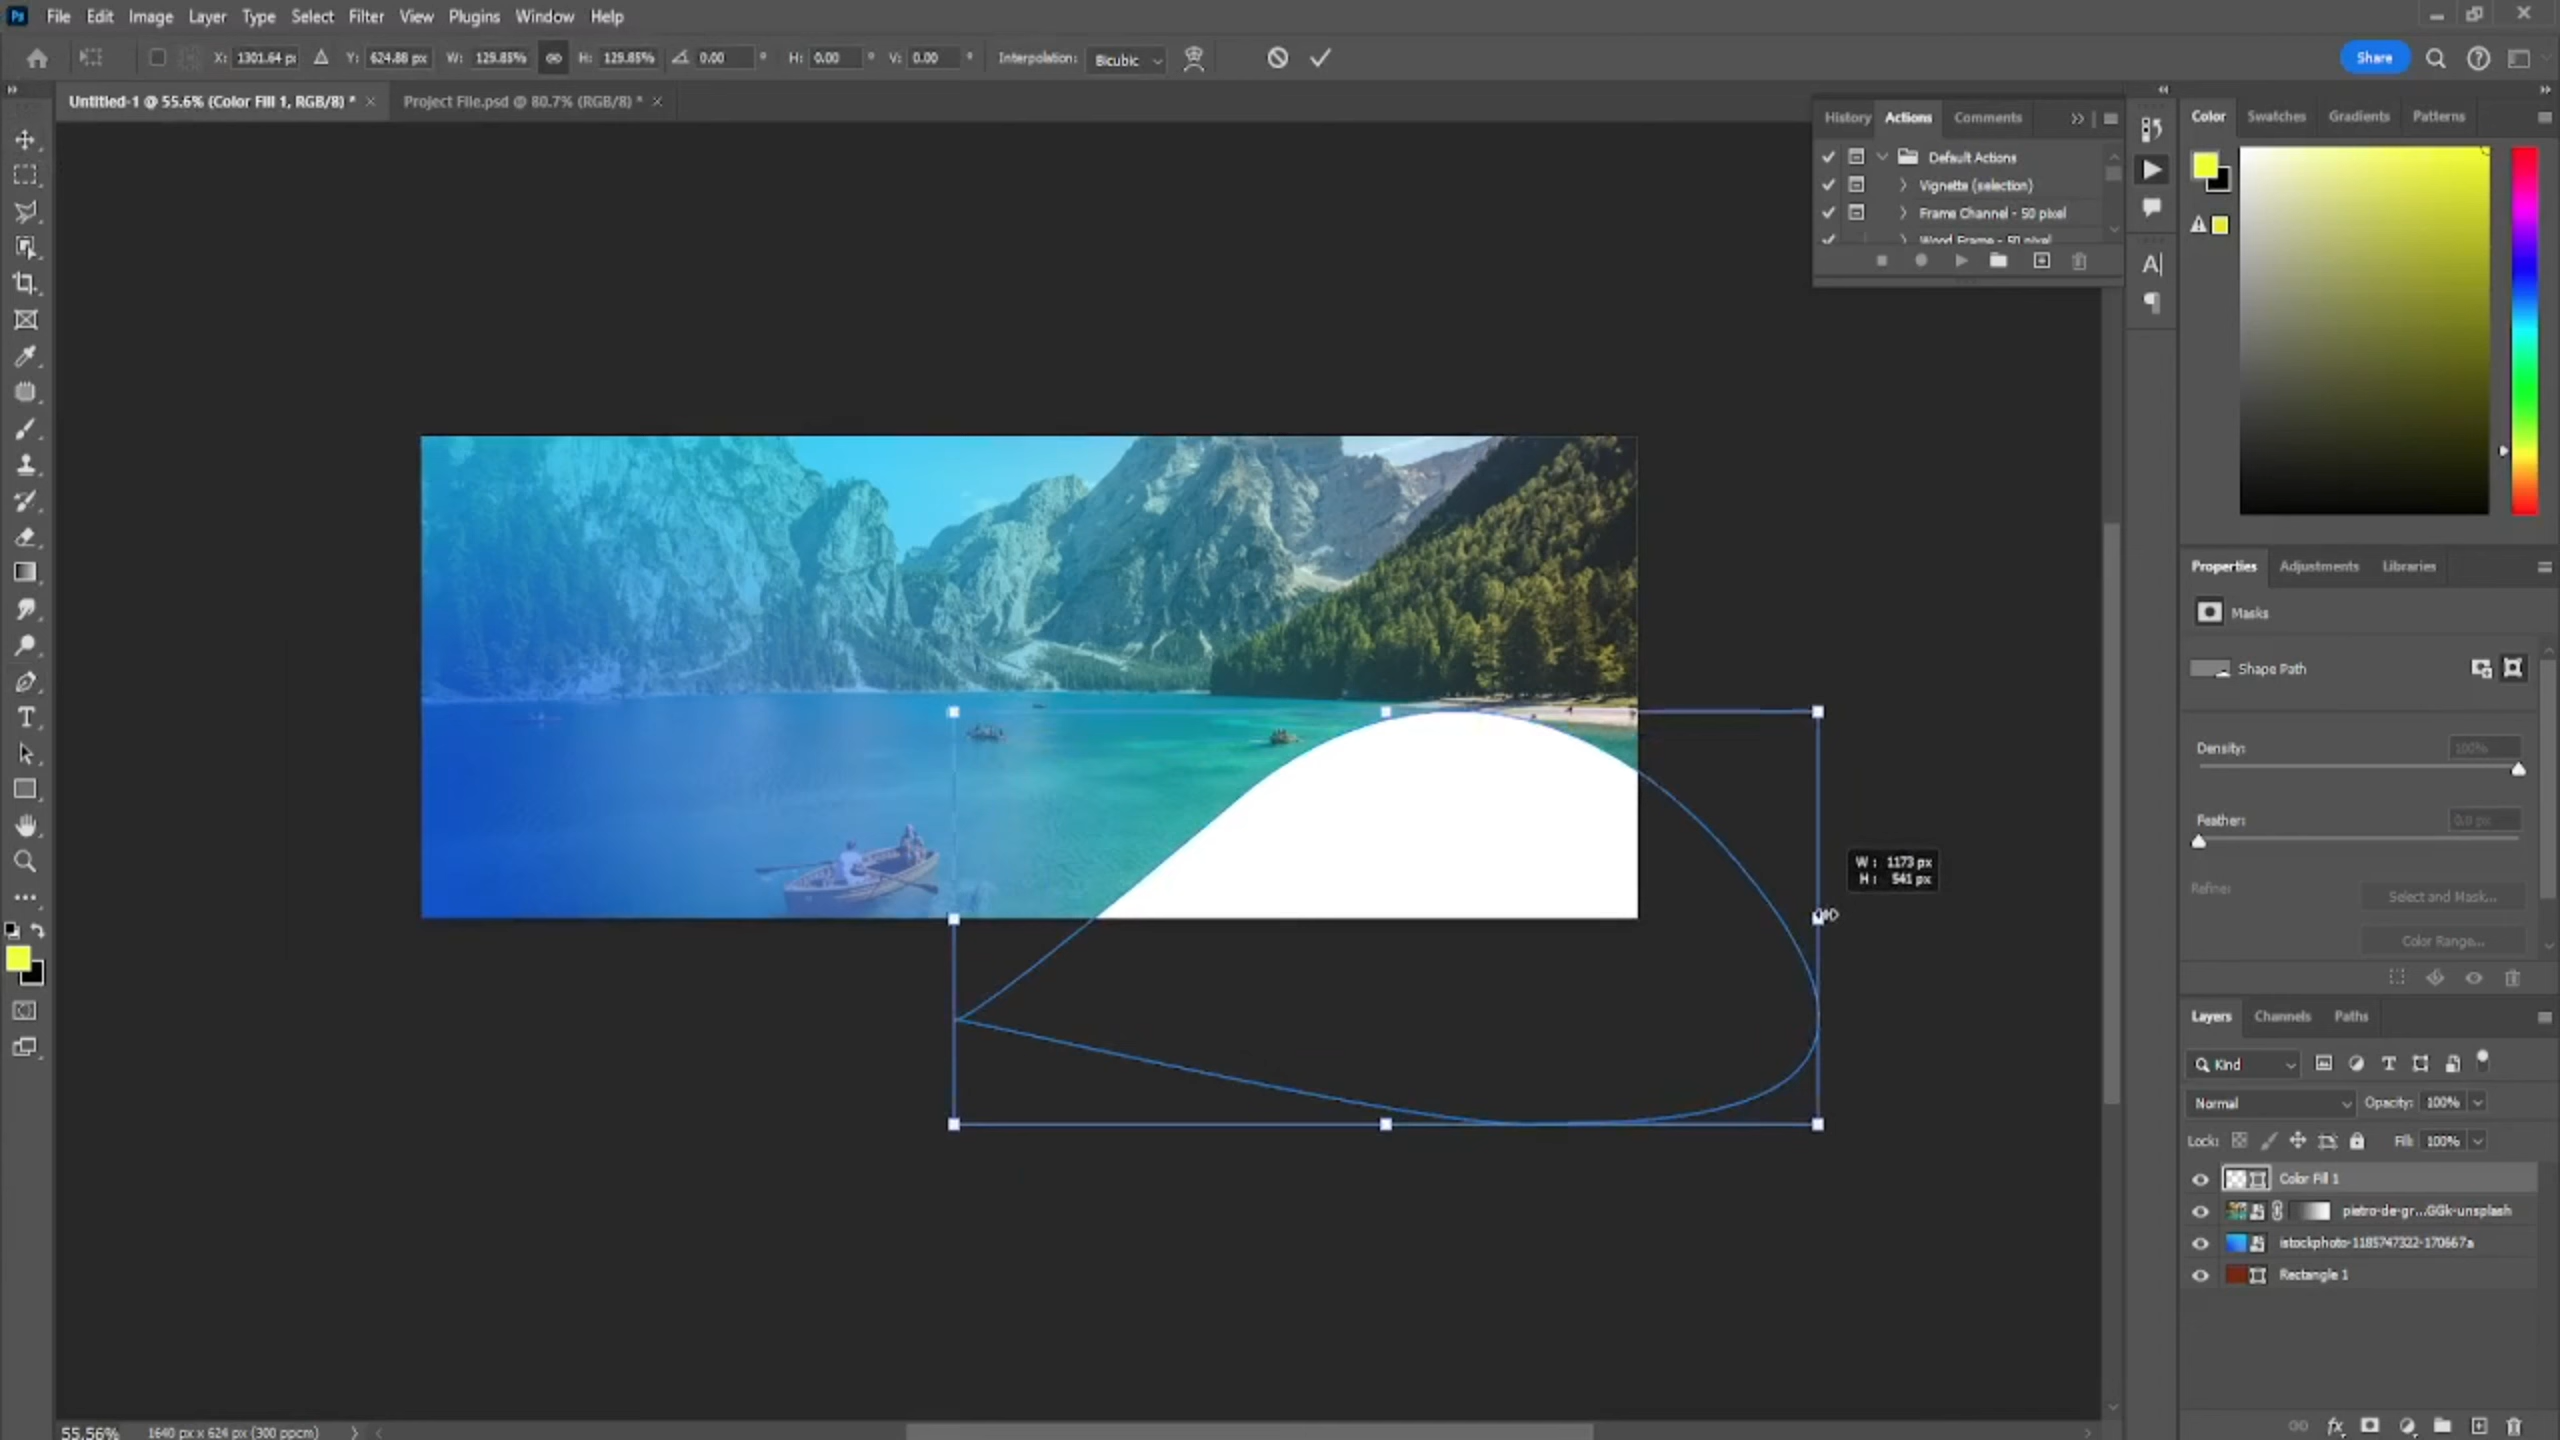 Ps File Edit Image Layer Type Select Filter View Plugins Window Help
X: 1301.64 p Y: 624.88 px W: 129.85% H: 129.85% 0.00 ° H: 0.00 ° V: 0.00 ° Interpolation: Bicubic Share
Untitled-1 @ 55.6% (Color Fill 1, RGB/8) * × Project File.psd @ 80.7% (RGB/8) * ×
History Actions Comments
Default Actions
Vignette (selection)
Frame Channel - 50 pixel
Wood Frame - 50 pixel
Color Swatches Gradients Patterns
Properties Adjustments Libraries
Masks
Shape Path
Density: 100%
Feather: 0.0 px
Refine: Select and Mask...
Color Range...
W : 1173 px
H : 541 px
Layers Channels Paths
Kind
Normal Opacity: 100%
Lock: Fill: 100%
Color Fill 1
pietro-de-gr...GGk-unsplash
istockphoto-1185747322-170667a
Rectangle 1
55.56% 1640 px x 624 px (300 ppcm)